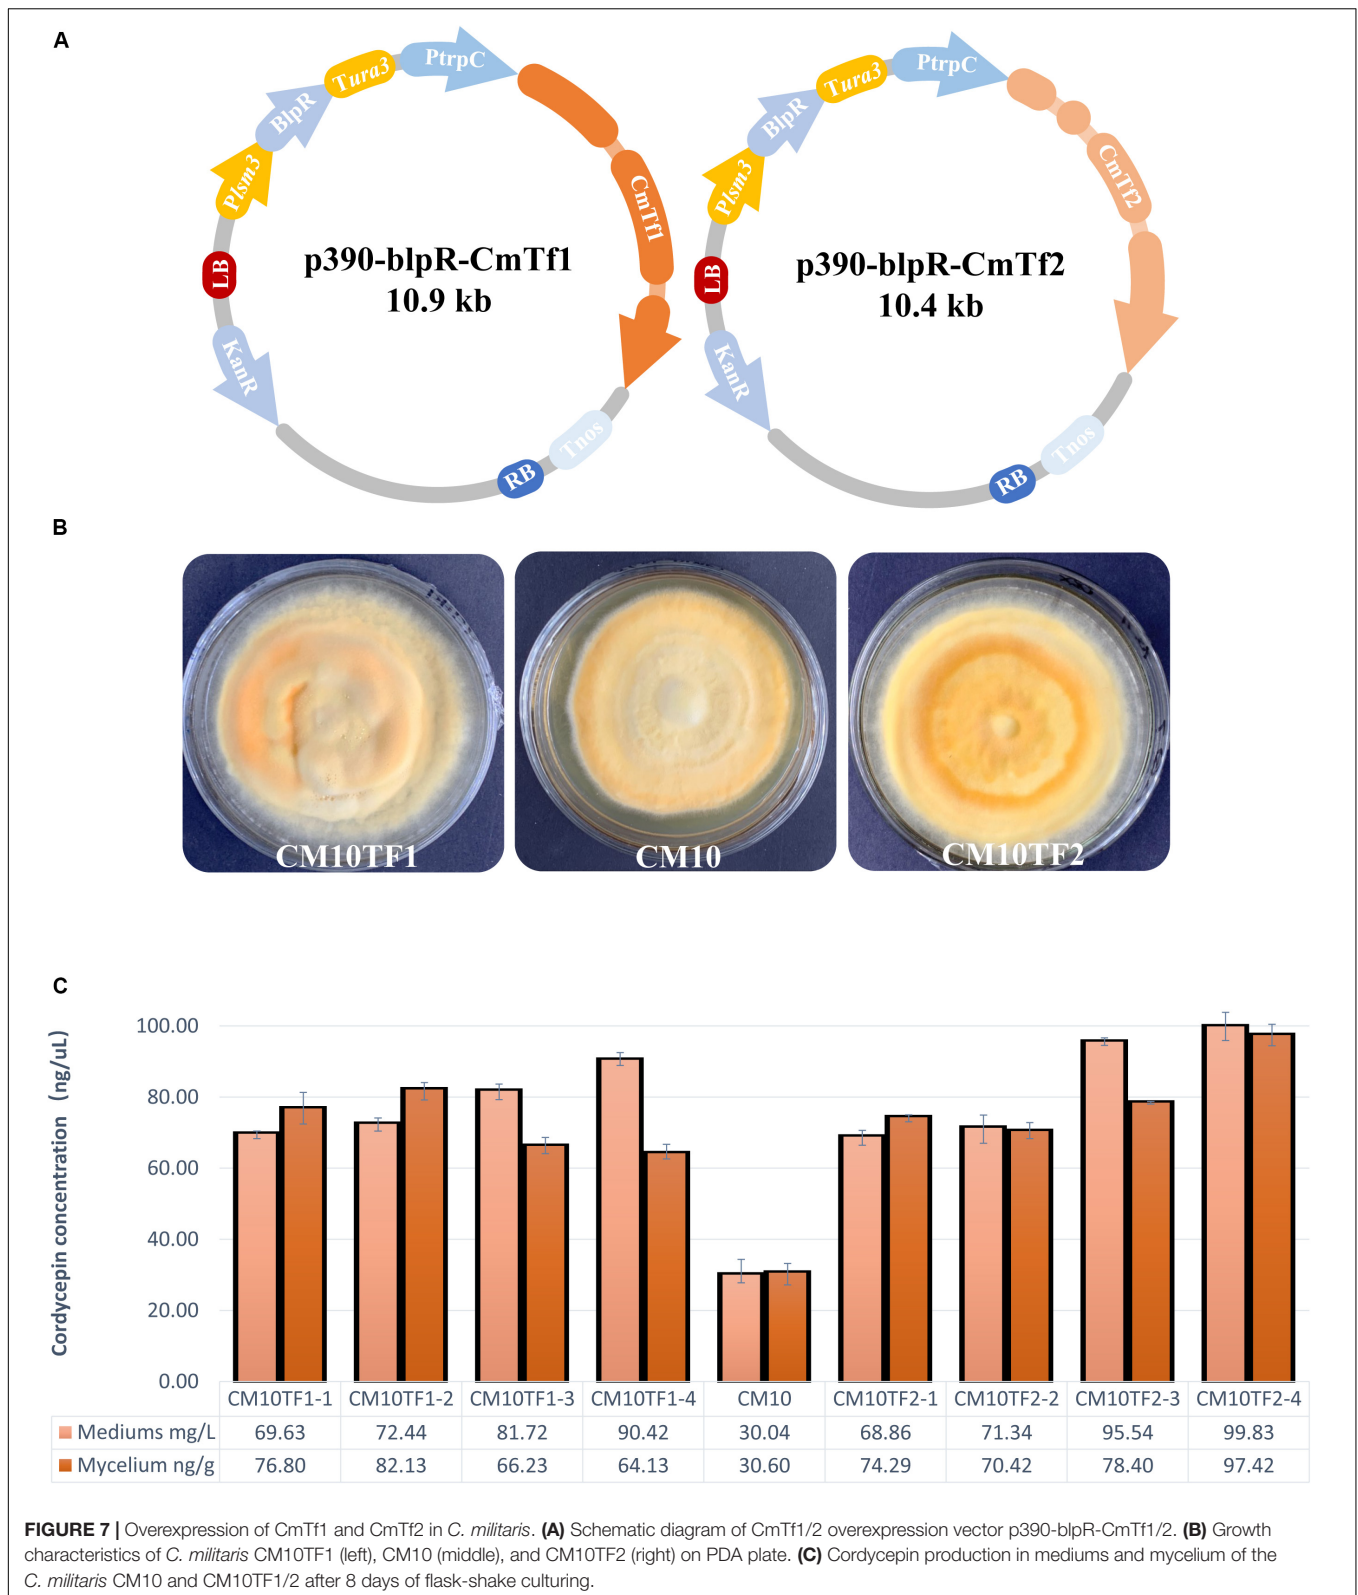 A
Tura3
PtrpC
BlpR
Plsm3
LB
KanR
CmTf1
Tnos
RB
p390-blpR-CmTf1
10.9 kb
Tura3
PtrpC
BlpR
Plsm3
LB
KanR
CmTf2
Tnos
RB
p390-blpR-CmTf2
10.4 kb
B
CM10TF1
CM10
CM10TF2
C
Cordycepin concentration (ng/uL)
100.00
80.00
60.00
40.00
20.00
0.00
CM10TF1-1 CM10TF1-2 CM10TF1-3 CM10TF1-4 CM10 CM10TF2-1 CM10TF2-2 CM10TF2-3 CM10TF2-4
Mediums mg/L 69.63 72.44 81.72 90.42 30.04 68.86 71.34 95.54 99.83
Mycelium ng/g 76.80 82.13 66.23 64.13 30.60 74.29 70.42 78.40 97.42
FIGURE 7 | Overexpression of CmTf1 and CmTf2 in C. militaris. (A) Schematic diagram of CmTf1/2 overexpression vector p390-blpR-CmTf1/2. (B) Growth
characteristics of C. militaris CM10TF1 (left), CM10 (middle), and CM10TF2 (right) on PDA plate. (C) Cordycepin production in mediums and mycelium of the
C. militaris CM10 and CM10TF1/2 after 8 days of flask-shake culturing.